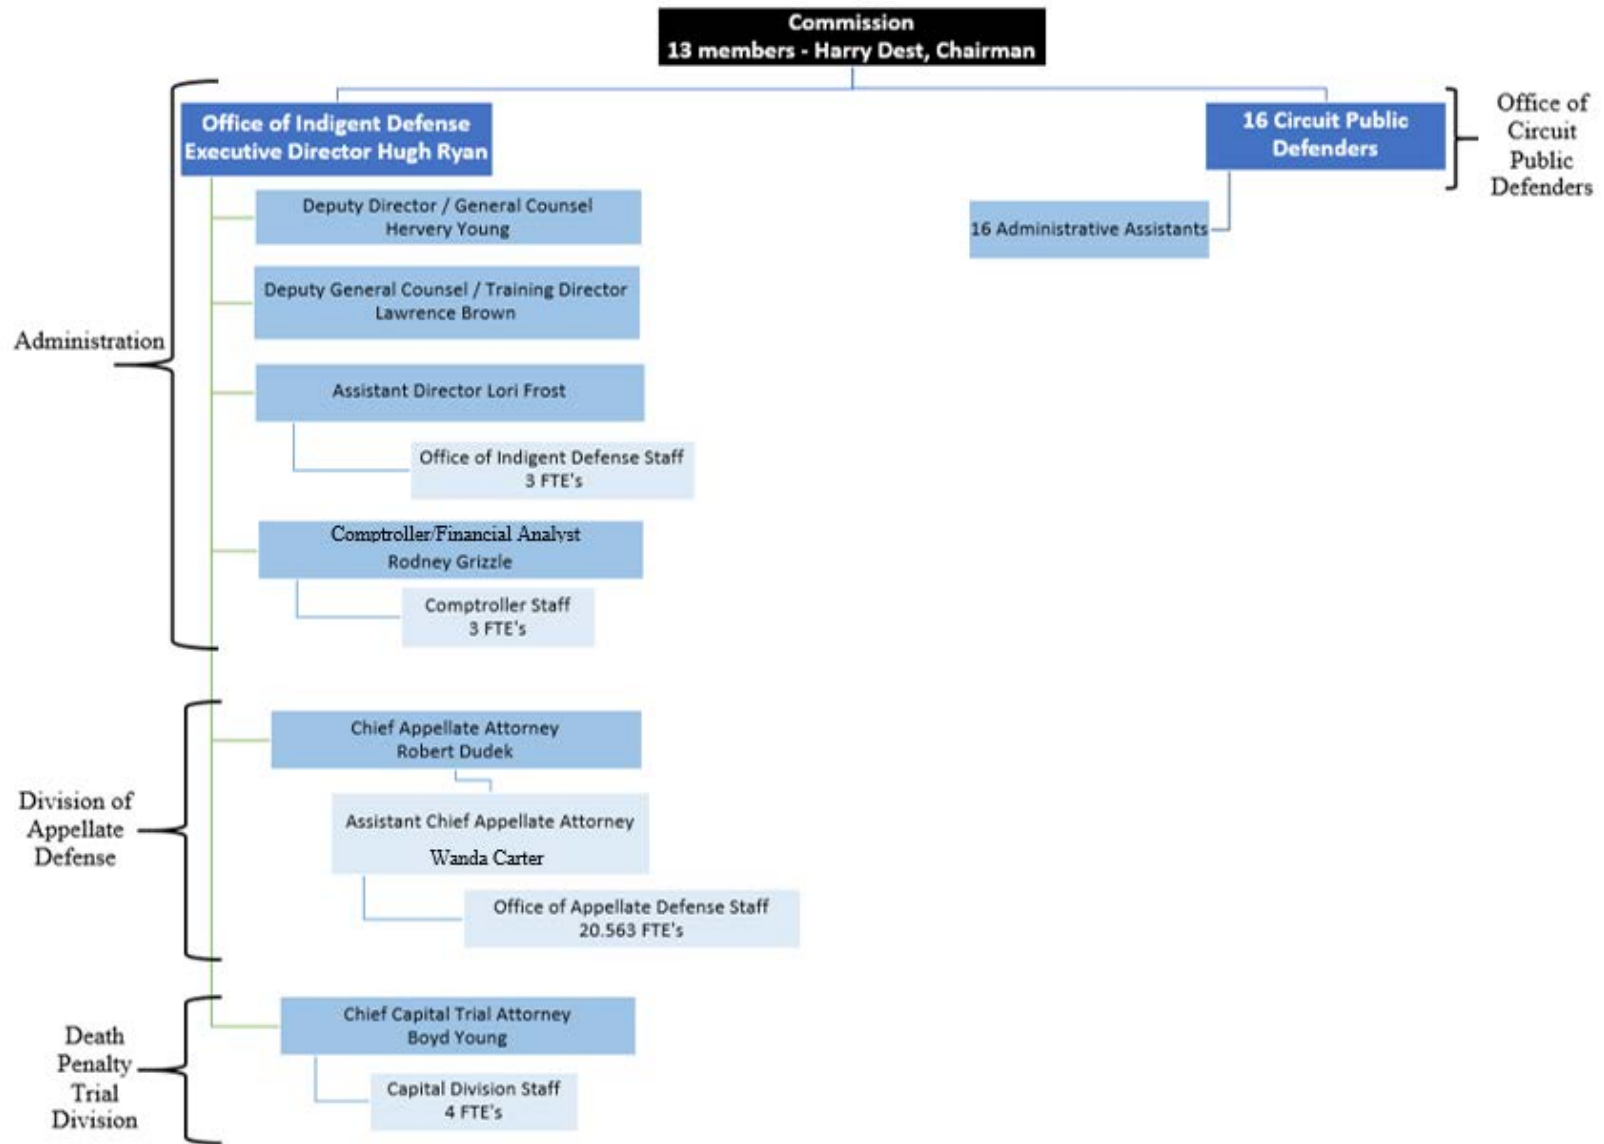 Commission
13 members - Harry Dest, Chairman
Office of Indigent Defense
Executive Director Hugh Ryan
16 Circuit Public
Defenders
Office of
Circuit
Public
Defenders
Deputy Director / General Counsel
Hervery Young
16 Administrative Assistants
Deputy General Counsel / Training Director
Lawrence Brown
Administration
Assistant Director Lori Frost
Office of Indigent Defense Staff
3 FTE's
Comptroller/Financial Analyst
Rodney Grizzle
Comptroller Staff
3 FTE's
Chief Appellate Attorney
Robert Dudek
Division of
Appellate
Defense
Assistant Chief Appellate Attorney
Wanda Carter
Office of Appellate Defense Staff
20.563 FTE's
Chief Capital Trial Attorney
Boyd Young
Death
Penalty
Trial
Division
Capital Division Staff
4 FTE's